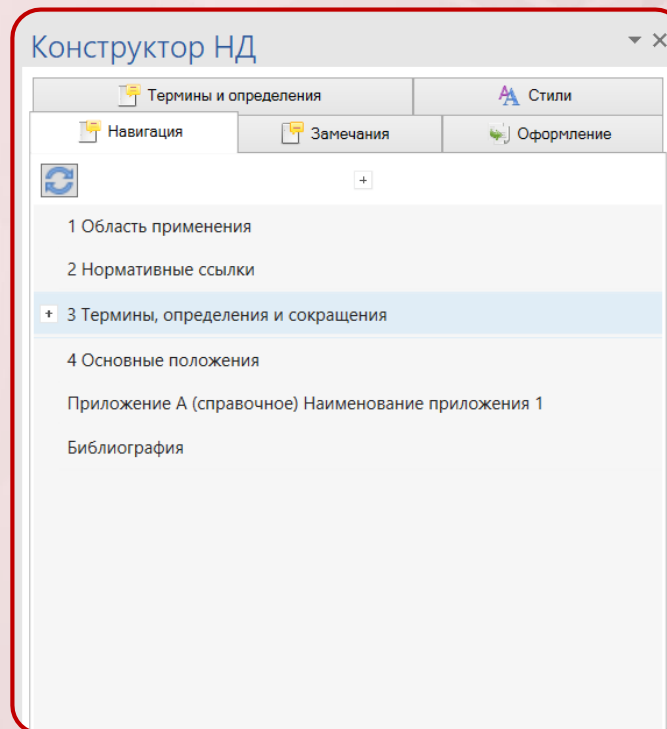 Конструктор НД
Термины и определения
Стили
Навигация
Замечания
Оформление
1 Область применения
2 Нормативные ссылки
3 Термины, определения и сокращения
4 Основные положения
Приложение А (справочное) Наименование приложения 1
Библиография